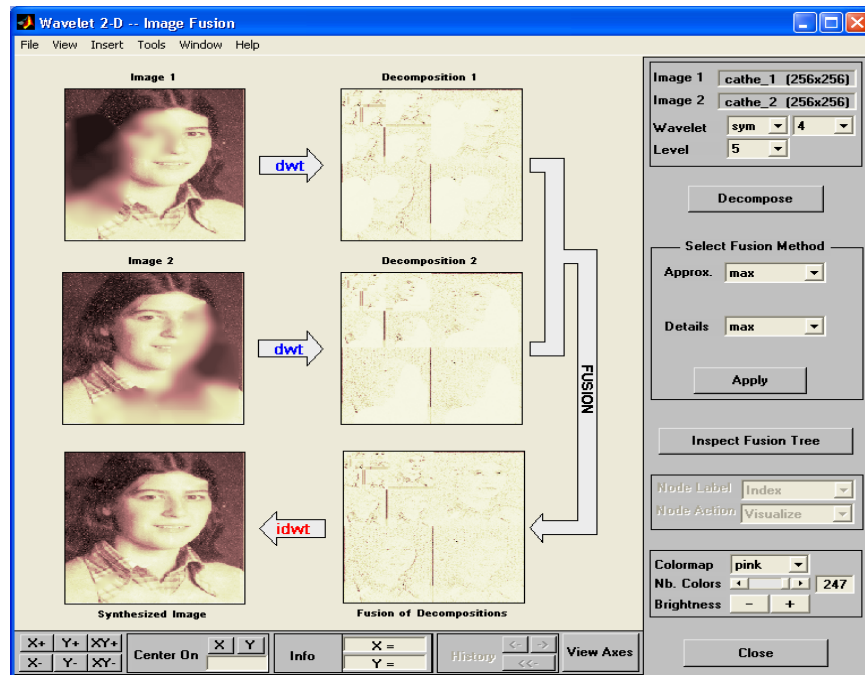 Wavelet 2-D -- Image Fusion
File View Insert Tools Window Help
Image 1
Decomposition 1
dwt
Image 2
Decomposition 2
dwt
FUSION
idwt
Synthesized Image
Fusion of Decompositions
Image 1 cathe_1 (256x256)
Image 2 cathe_2 (256x256)
Wavelet sym 4
Level 5
Decompose
Select Fusion Method
Approx. max
Details max
Apply
Inspect Fusion Tree
Node Label Index
Node Action Visualize
Colormap pink
Nb. Colors 247
Brightness - +
Close
X+ Y+ XY+
X- Y- XY-
Center On X Y
Info
X =
Y =
History <- ->
<<-
View Axes